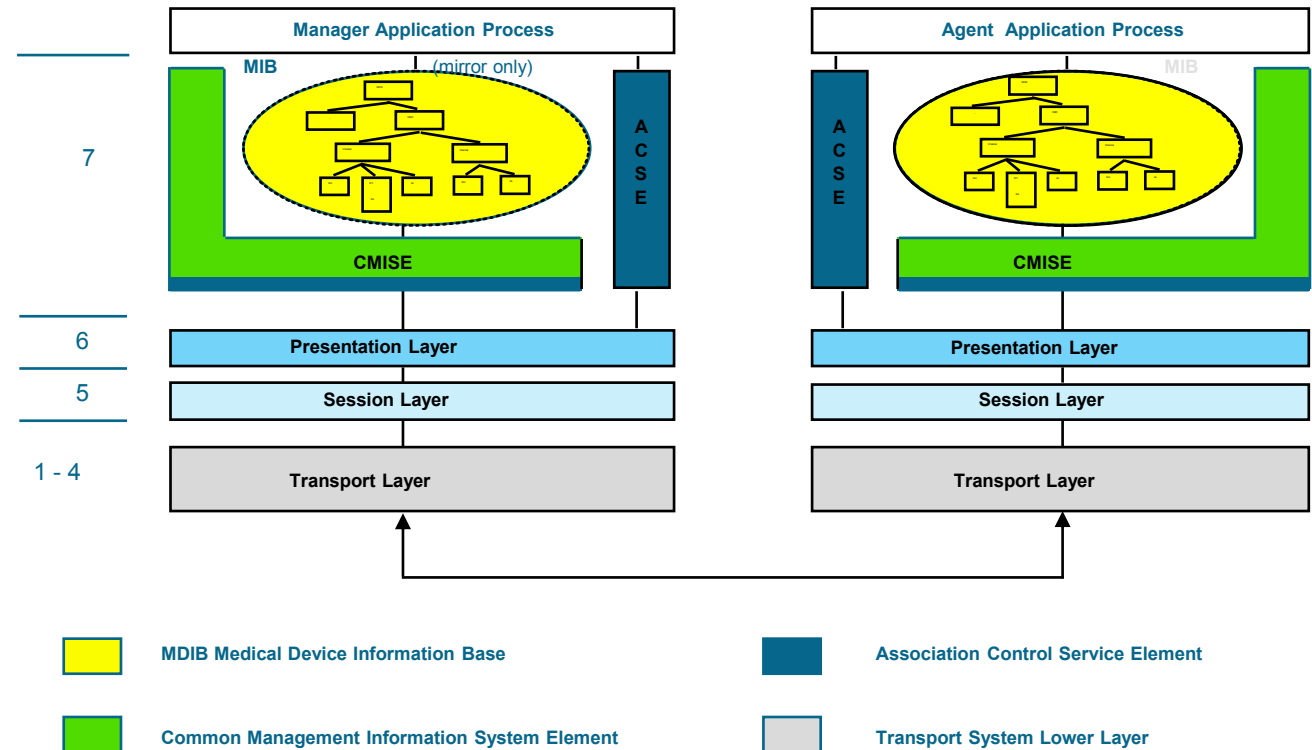 Manager Application Process
Agent Application Process
MIB (mirror only)
MIB
7
A
C
S
E
A
C
S
E
CMISE
CMISE
6
Presentation Layer
Presentation Layer
5
Session Layer
Session Layer
1 - 4
Transport Layer
Transport Layer
MDIB Medical Device Information Base
Association Control Service Element
Common Management Information System Element
Transport System Lower Layer